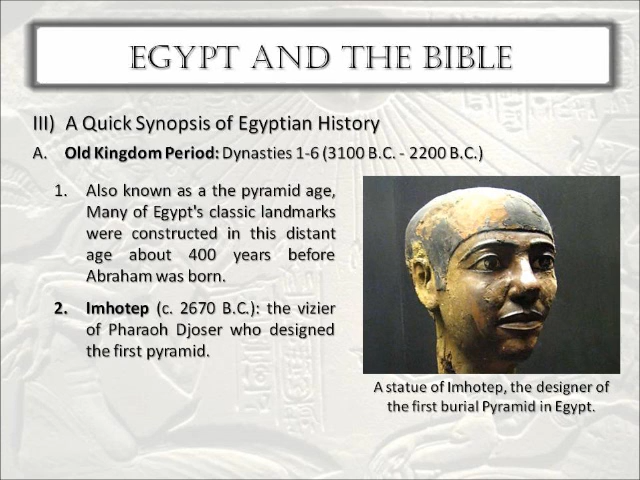 EGYPT AND THE BIBLE
III) A Quick Synopsis of Egyptian History
A. Old Kingdom Period: Dynasties 1-6 (3100 B.C. - 2200 B.C.)
1. Also known as a the pyramid age,
Many of Egypt's classic landmarks
were constructed in this distant
age about 400 years before
Abraham was born.
2. Imhotep (c. 2670 B.C.): the vizier
of Pharaoh Djoser who designed
the first pyramid.
A statue of Imhotep, the designer of
the first burial Pyramid in Egypt.